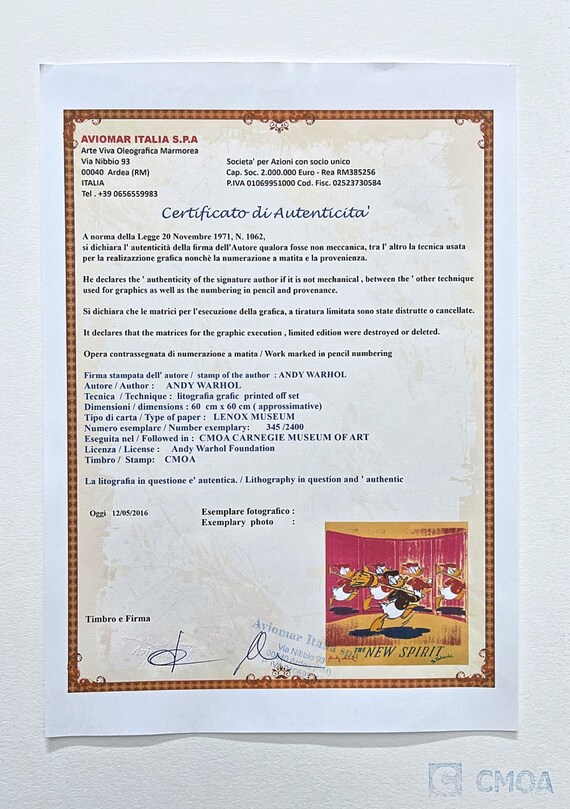 AVIOMAR ITALIA S.P.A
Arte Viva Oleografica Marmorea
Via Nibbio 93
00040 Ardea (RM)
ITALIA
Tel . +39 0656559983
Societa' per Azioni con socio unico
Cap. Soc. 2.000.000 Euro - Rea RM385256
P.IVA 01069951000 Cod. Fisc. 02523730584
Certificato di Autenticita'
A norma della Legge 20 Novembre 1971, N. 1062,
si dichiara l' autenticità della firma dell'Autore qualora fosse non meccanica, tra l' altro la tecnica usata
per la realizazzione grafica nonchè la numerazione a matita e la provenienza.
He declares the ' authenticity of the signature author if it is not mechanical , between the ' other technique
used for graphics as well as the numbering in pencil and provenance.
Si dichiara che le matrici per l'esecuzione della grafica, a tiratura limitata sono state distrutte o cancellate.
It declares that the matrices for the graphic execution , limited edition were destroyed or deleted.
Opera contrassegnata di numerazione a matita / Work marked in pencil numbering
Firma stampata dell' autore / stamp of the author : ANDY WARHOL
Autore / Author : ANDY WARHOL
Tecnica / Technique : litografia grafic printed off set
Dimensioni / dimensions : 60 cm x 60 cm ( approssimative)
Tipo di carta / Type of paper : LENOX MUSEUM
Numero esemplare / Number exemplary: 345 /2400
Eseguita nel / Followed in : CMOA CARNEGIE MUSEUM OF ART
Licenza / License : Andy Warhol Foundation
Timbro / Stamp: CMOA
La litografia in questione e' autentica. / Lithography in question and ' authentic
Oggi 12/05/2016
Esemplare fotografico :
Exemplary photo :
Timbro e Firma
Aviomar Italia spa
Via Nibbio 93
00040 Ardea (RM)
THE NEW SPIRIT
C CMOA